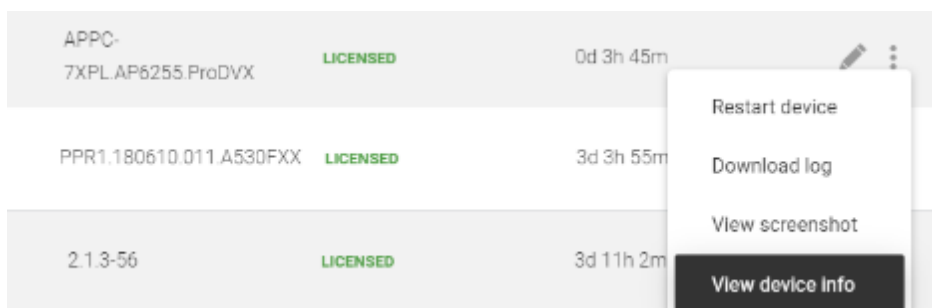 APPC-
7XPL.AP6255.ProDVX
LICENSED
0d 3h 45m
PPR1.180610.011.A530FXX
LICENSED
3d 3h 55m
2.1.3-56
LICENSED
3d 11h 2m
Restart device
Download log
View screenshot
View device info